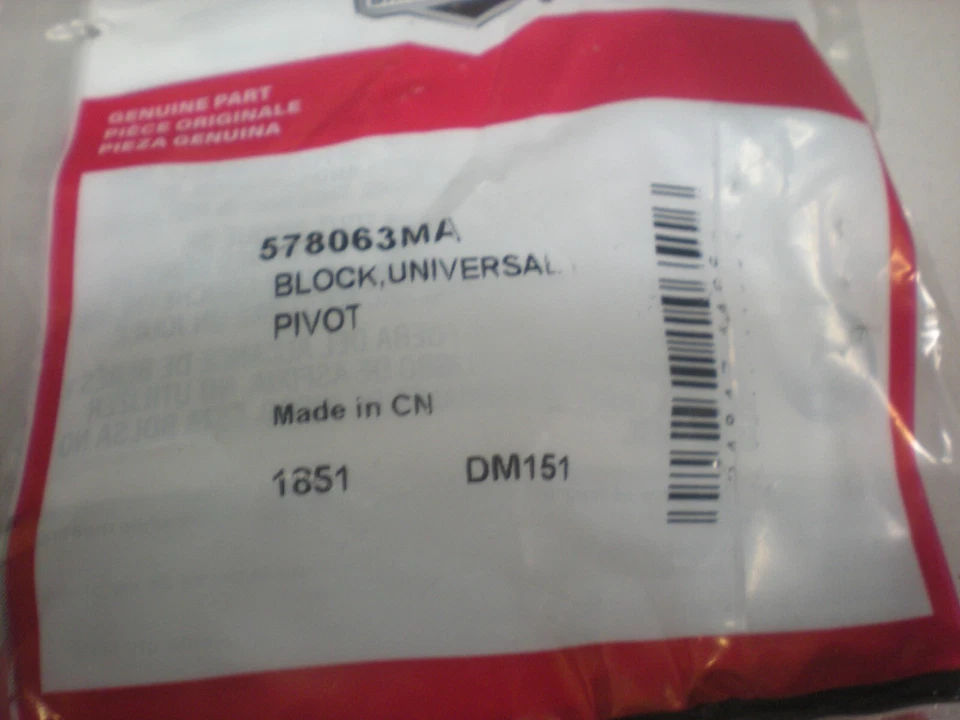 GENUINE PART
PIÈCE ORIGINALE
PIEZA GENUINA
578063MA
BLOCK,UNIVERSAL
PIVOT
Made in CN
1851 DM151